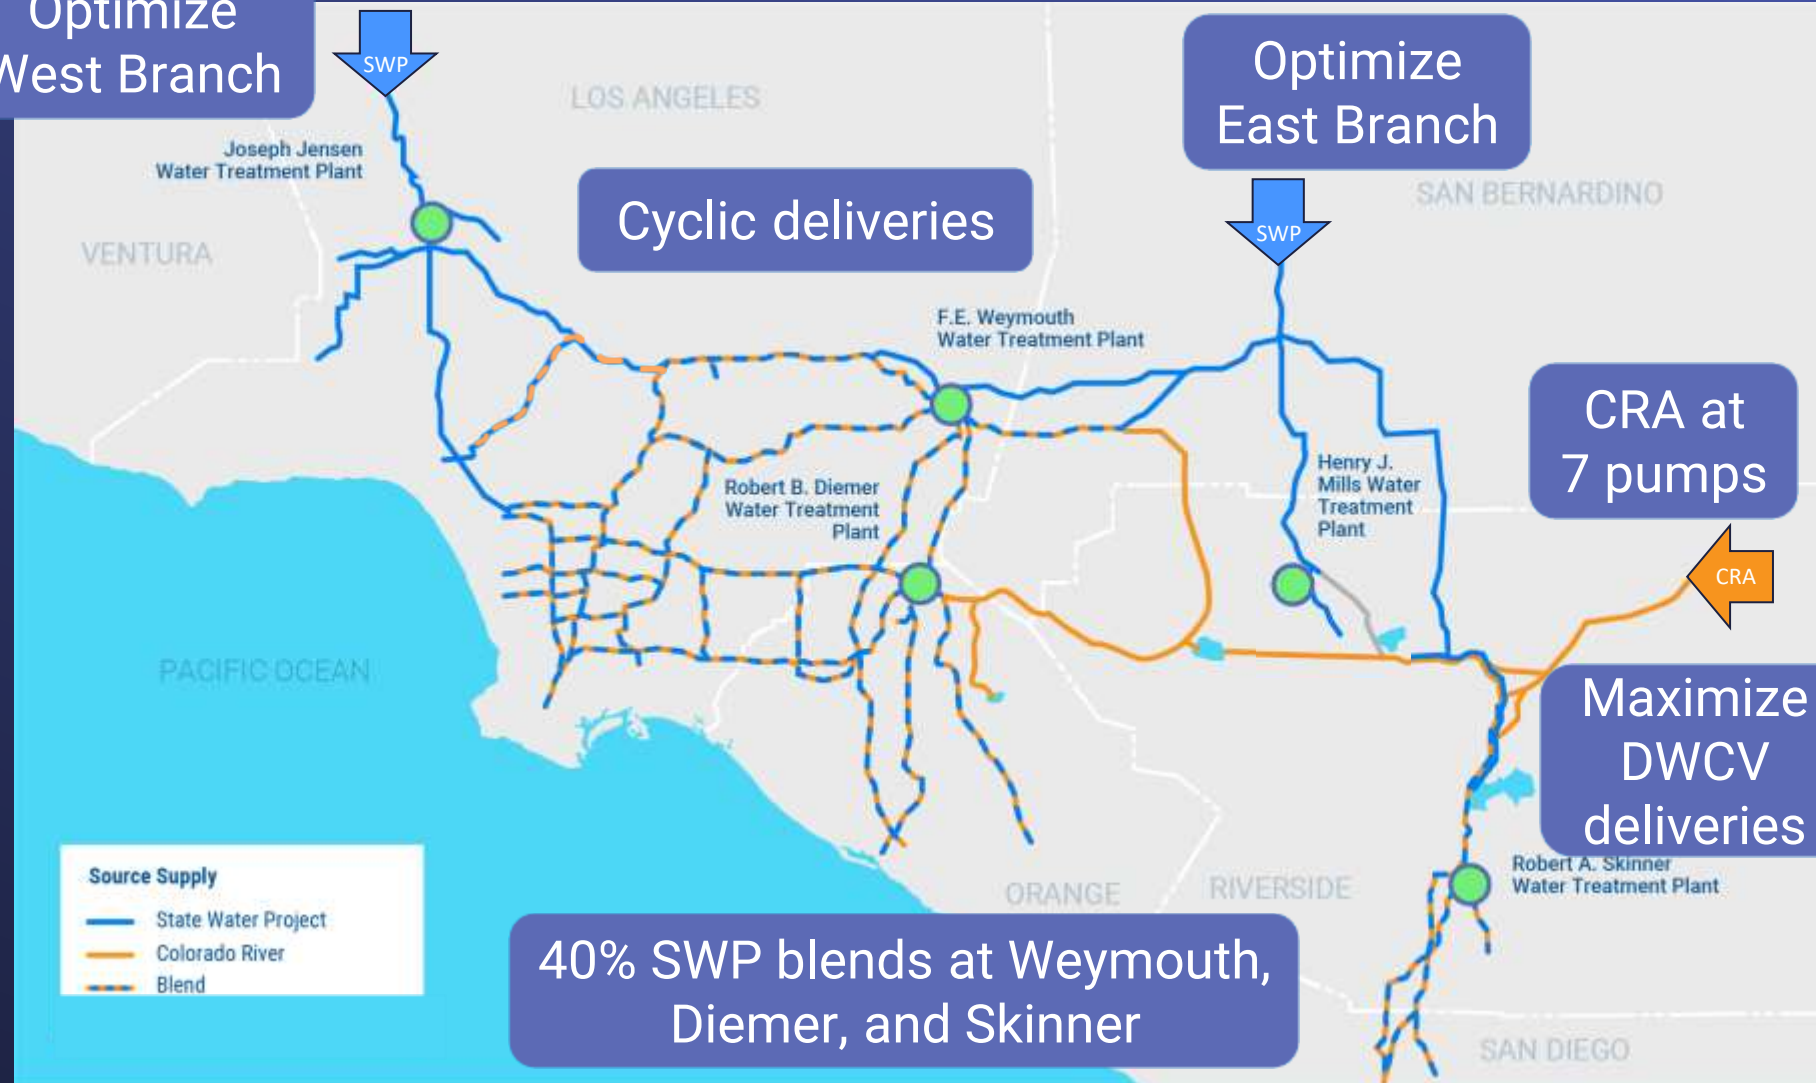 Optimize
West Branch
SWP
LOS ANGELES
Optimize
East Branch
SWP
SAN BERNARDINO
Joseph Jensen
Water Treatment Plant
VENTURA
Cyclic deliveries
F.E. Weymouth
Water Treatment Plant
CRA at
7 pumps
CRA
Henry J.
Mills Water
Treatment
Plant
Robert B. Diemer
Water Treatment
Plant
PACIFIC OCEAN
Maximize
DWCV
deliveries
Robert A. Skinner
Water Treatment Plant
ORANGE
RIVERSIDE
Source Supply
State Water Project
Colorado River
Blend
40% SWP blends at Weymouth,
Diemer, and Skinner
SAN DIEGO